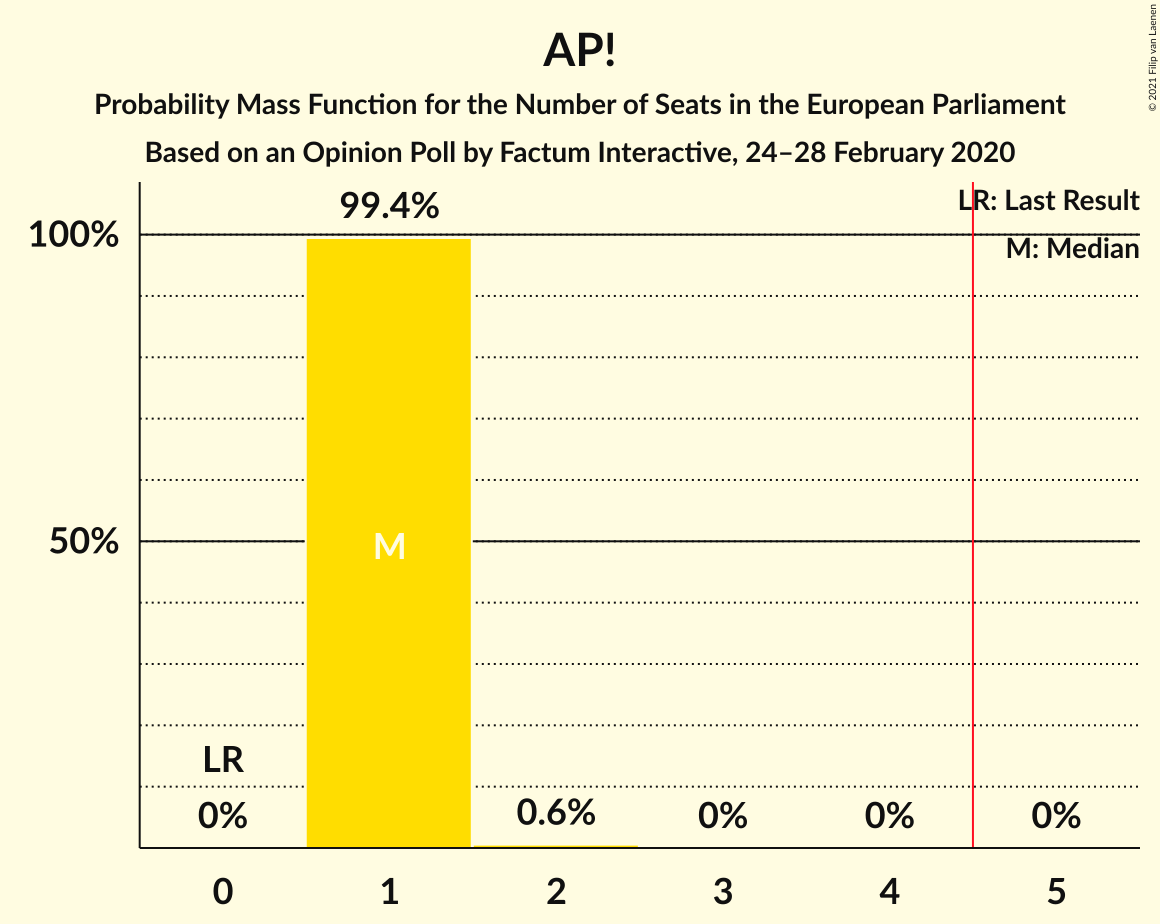 AP!
Probability Mass Function for the Number of Seats in the European Parliament
Based on an Opinion Poll by Factum Interactive, 24–28 February 2020
© 2021 Filip van Laenen
LR: Last Result
M: Median
99.4%
100%
50%
M
LR
0%
0.6%
0%
0%
0%
0 1 2 3 4 5